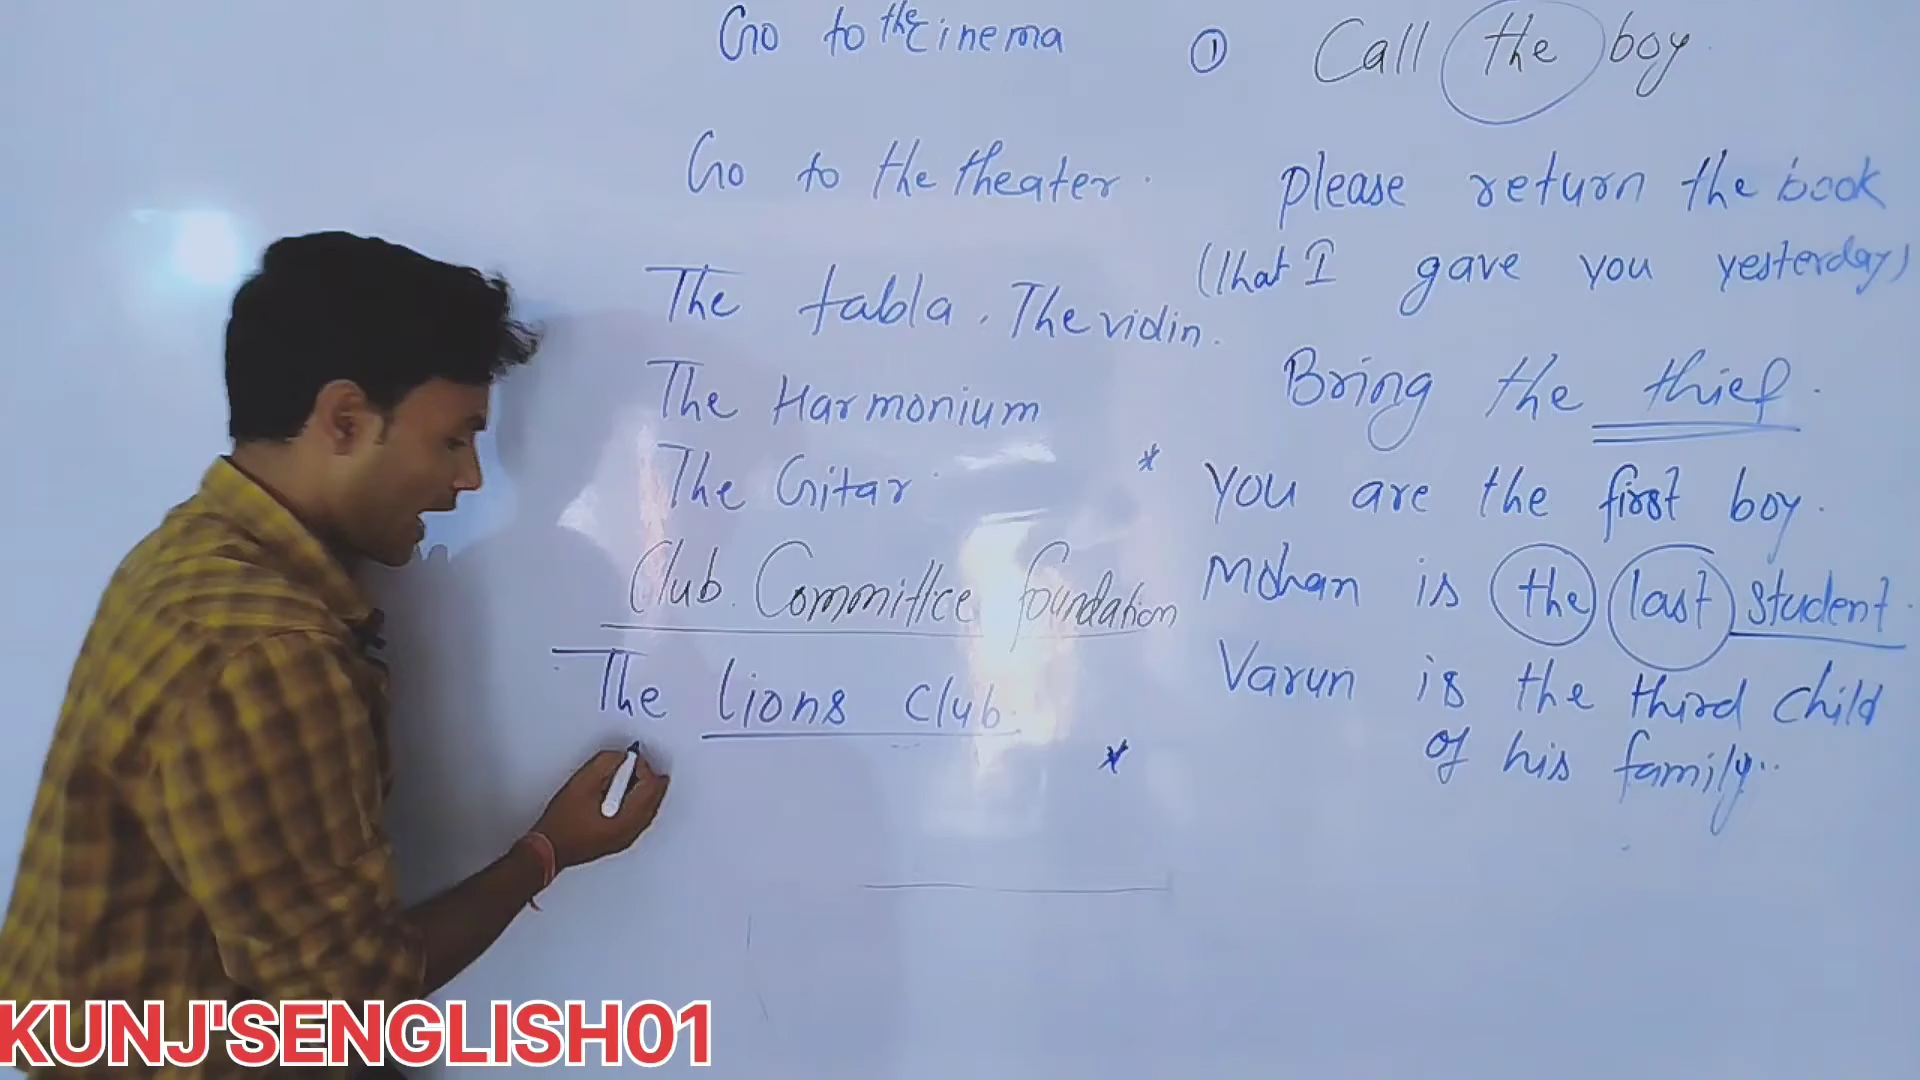 Go to the Cinema
Go to the theater.
The tabla. The violin.
The Harmonium
The Gitar
Club. Committee foundation
The lions club.
① Call the boy.
please return the book
(that I gave you yesterday)
Bring the thief.
* You are the first boy.
Mohan is the last student.
* Varun is the third child
of his family..
KUNJ'SENGLISH01